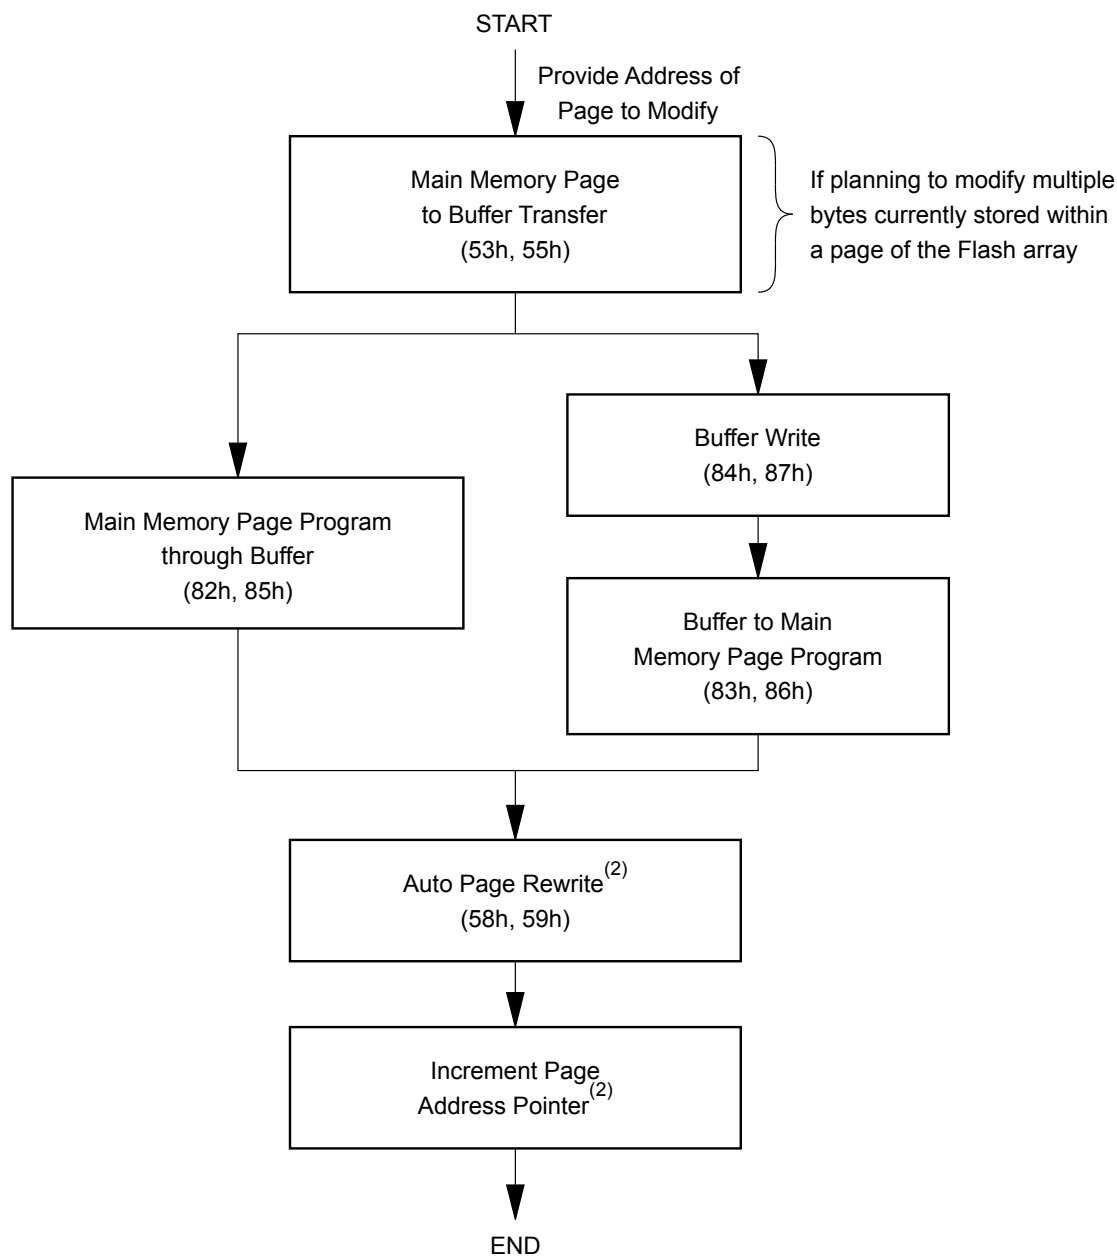 START
Provide Address of
Page to Modify
Main Memory Page
to Buffer Transfer
(53h, 55h)
If planning to modify multiple
bytes currently stored within
a page of the Flash array
Buffer Write
(84h, 87h)
Main Memory Page Program
through Buffer
(82h, 85h)
Buffer to Main
Memory Page Program
(83h, 86h)
Auto Page Rewrite(2)
(58h, 59h)
Increment Page
Address Pointer(2)
END